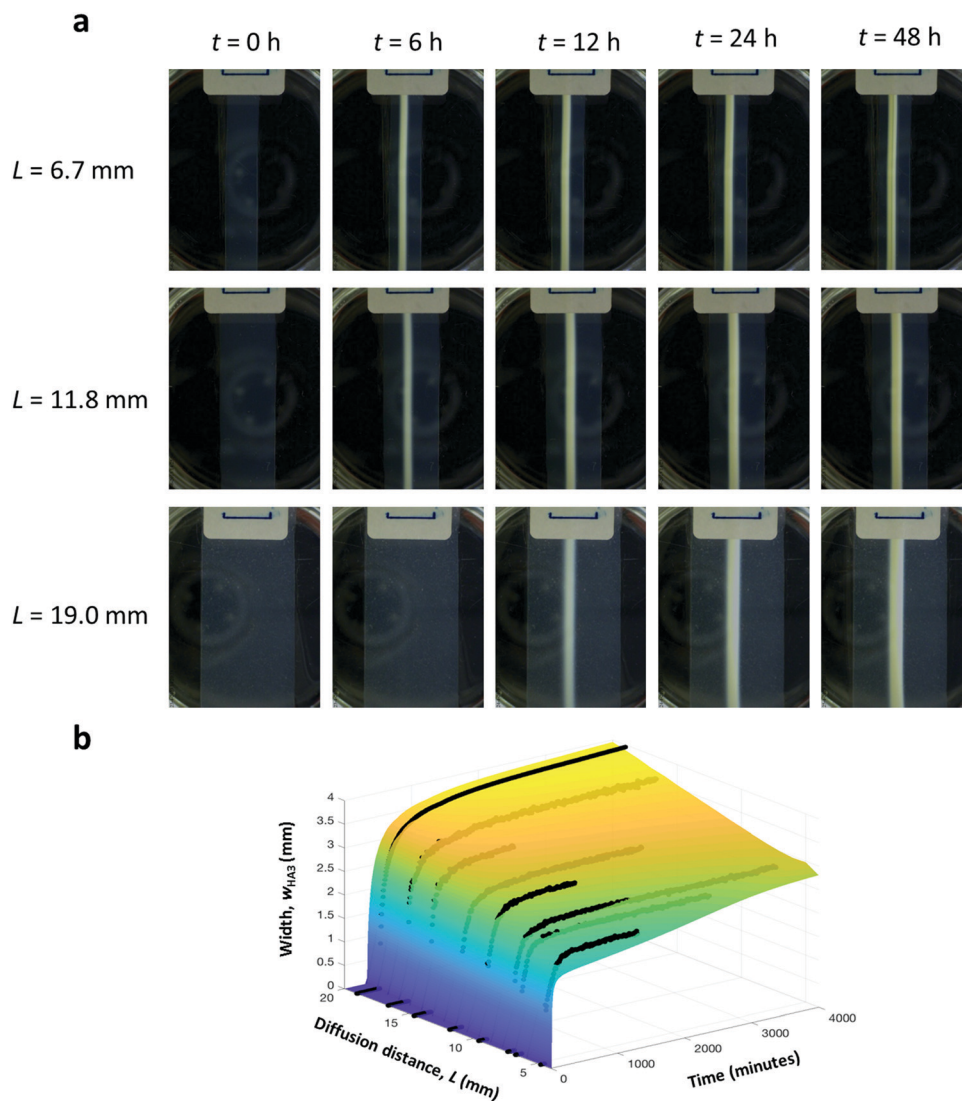 a
t = 0 h t = 6 h t = 12 h t = 24 h t = 48 h
L = 6.7 mm
L = 11.8 mm
L = 19.0 mm
b
Width, wHA3 (mm)
4
3.5
3
2.5
2
1.5
1
0.5
0
20
15
10
5
Diffusion distance, L (mm)
0
1000
2000
3000
4000
Time (minutes)